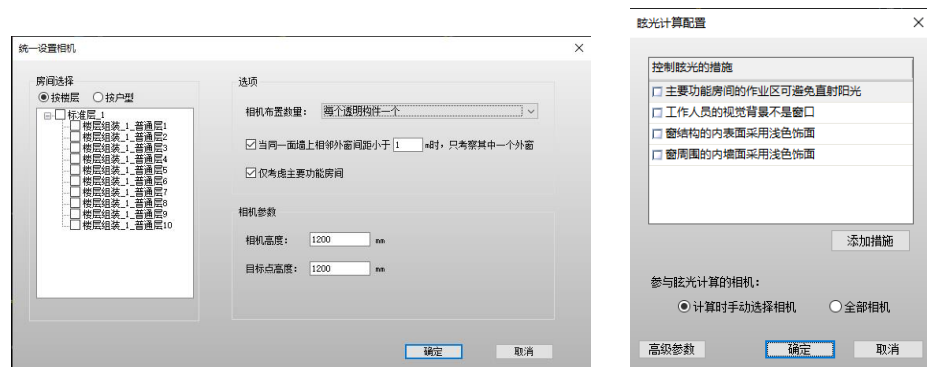 统一设置相机
房间选择
按楼层 按户型
标准层_1
楼层组装_1_普通层1
楼层组装_1_普通层2
楼层组装_1_普通层3
楼层组装_1_普通层4
楼层组装_1_普通层5
楼层组装_1_普通层6
楼层组装_1_普通层7
楼层组装_1_普通层8
楼层组装_1_普通层9
楼层组装_1_普通层10
选项
相机布置数量： 每个透明构件一个
当同一面墙上相邻外窗间距小于 1 m时，只考察其中一个外窗
仅考虑主要功能房间
相机参数
相机高度： 1200 mm
目标点高度： 1200 mm
确定 取消
眩光计算配置
控制眩光的措施
主要功能房间的作业区可避免直射阳光
工作人员的视觉背景不是窗口
窗结构的内表面采用浅色饰面
窗周围的内墙面采用浅色饰面
添加措施
参与眩光计算的相机：
计算时手动选择相机 全部相机
高级参数 确定 取消